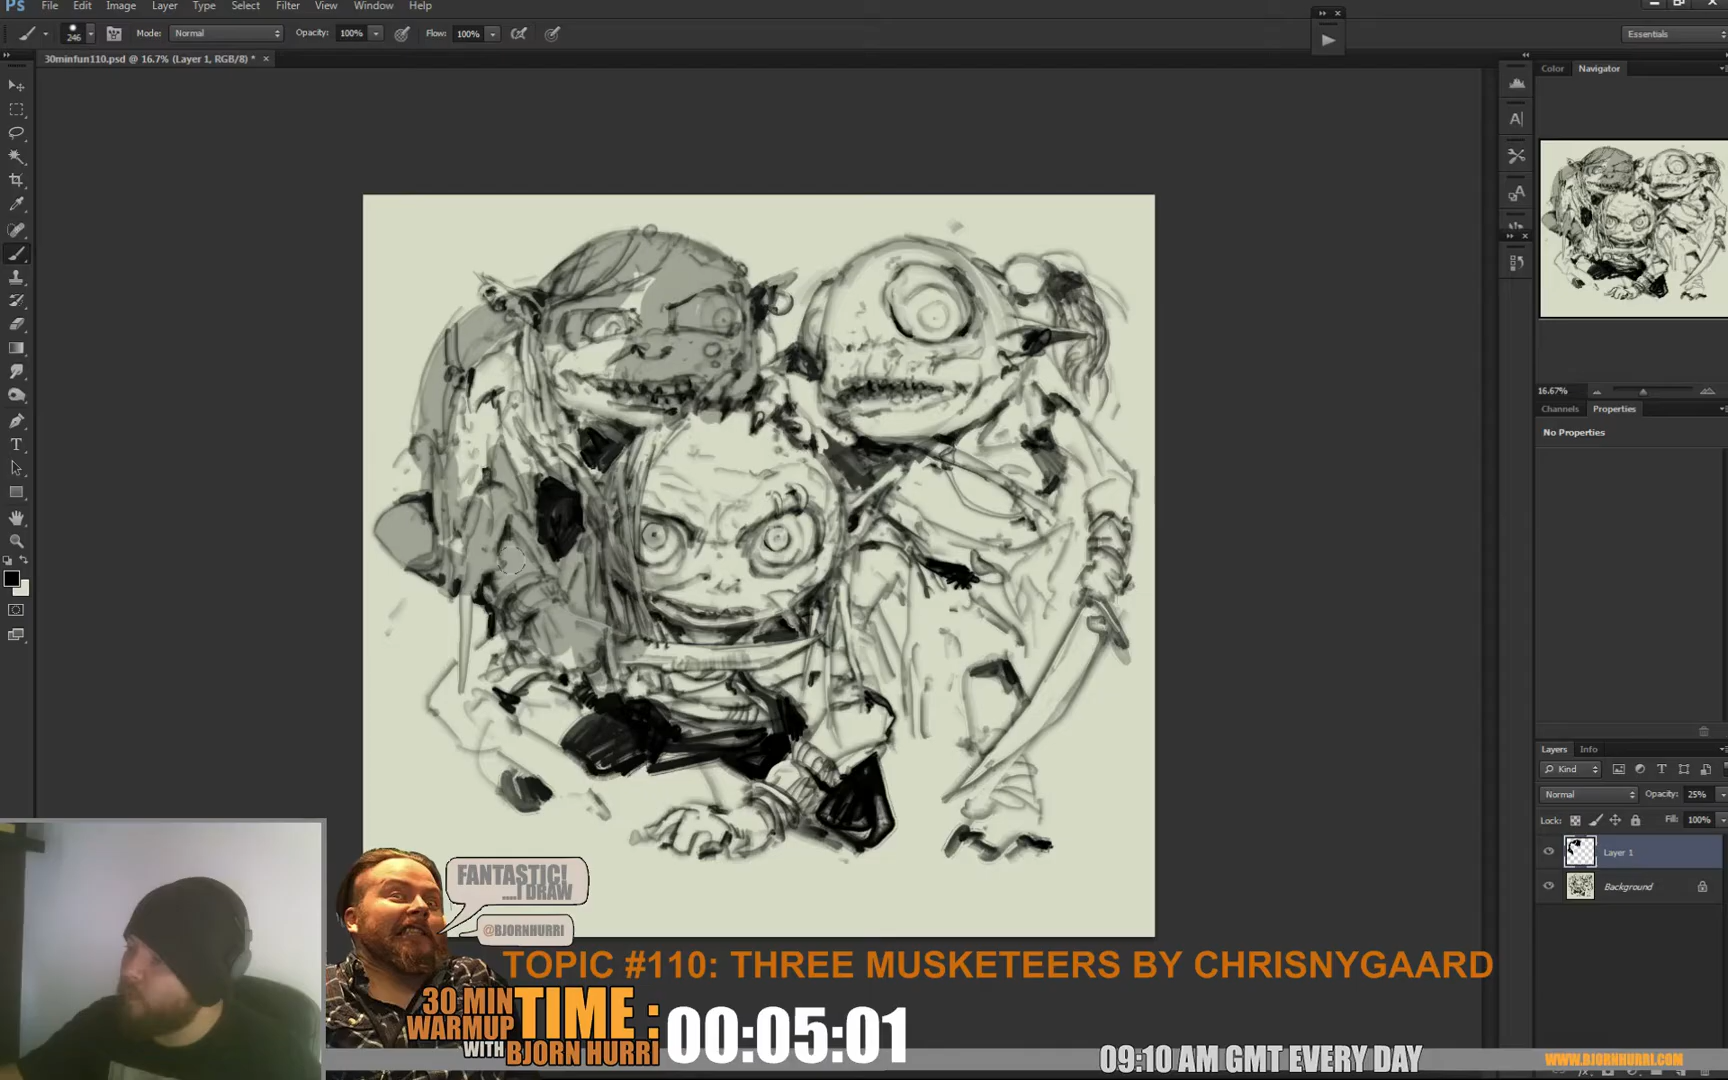 Ps File Edit Image Layer Type Select Filter View Window Help
246 Mode: Normal Opacity: 100% Flow: 100% Essentials
30minfun110.psd @ 16.7% (Layer 1, RGB/8) * ×
Color Navigator
16.67%
Channels Properties
No Properties
Layers Info
Kind
Normal Opacity: 25%
Lock: Fill: 100%
Layer 1
Background
FANTASTIC!
....I DRAW
@BJORNHURRI
TOPIC #110: THREE MUSKETEERS BY CHRISNYGAARD
30 MIN
WARMUP
WITH BJORN HURRI
TIME : 00:05:01
09:10 AM GMT EVERY DAY
WWW.BJORNHURRI.COM